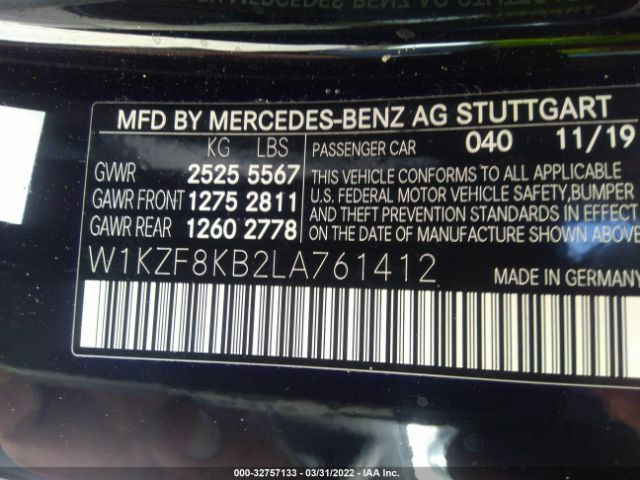 MFD BY MERCEDES-BENZ AG STUTTGART
KG LBS
PASSENGER CAR 040 11/19
GVWR 2525 5567
GAWR FRONT 1275 2811
GAWR REAR 1260 2778
THIS VEHICLE CONFORMS TO ALL APPLICABLE
U.S. FEDERAL MOTOR VEHICLE SAFETY, BUMPER
AND THEFT PREVENTION STANDARDS IN EFFECT
ON THE DATE OF MANUFACTURE SHOWN ABOVE
W1KZF8KB2LA761412
MADE IN GERMANY
000-32757133 - 03/31/2022 - IAA Inc.